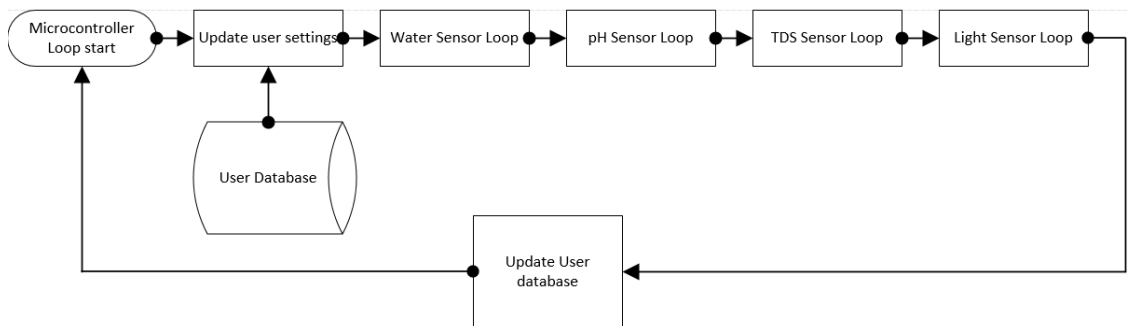 Microcontroller
Loop start
Update user settings
Water Sensor Loop
pH Sensor Loop
TDS Sensor Loop
Light Sensor Loop
User Database
Update User
database